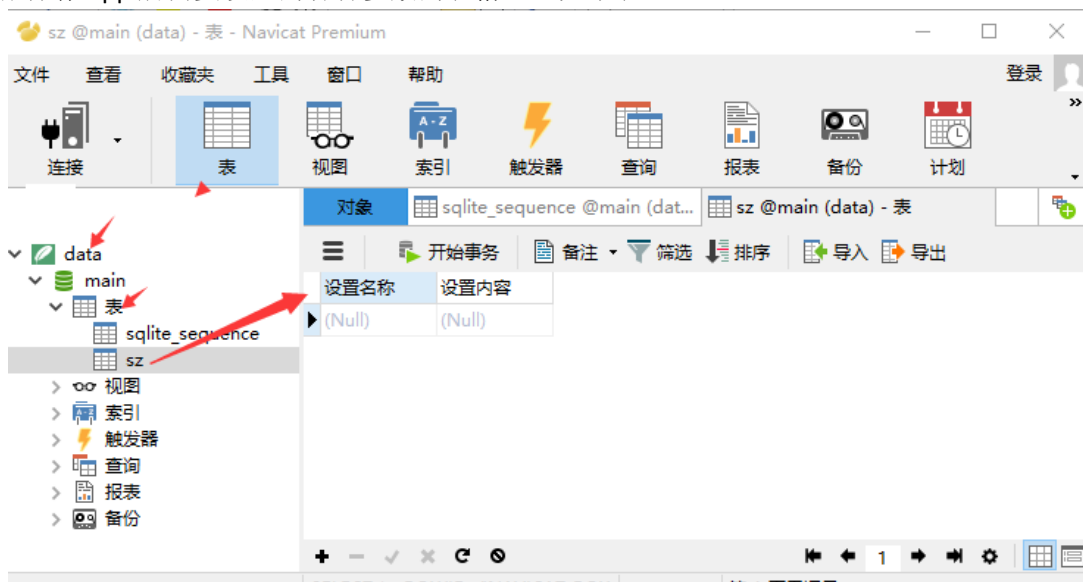 sz @main (data) - 表 - Navicat Premium
文件 查看 收藏夹 工具 窗口 帮助 登录
A-Z
连接 表 视图 索引 触发器 查询 报表 备份 计划
对象 sqlite_sequence @main (dat... sz @main (data) - 表
data
开始事务 备注 筛选 排序 导入 导出
main
设置名称 设置内容
表
(Null) (Null)
sqlite_sequence
sz
视图
索引
触发器
查询
报表
备份
1